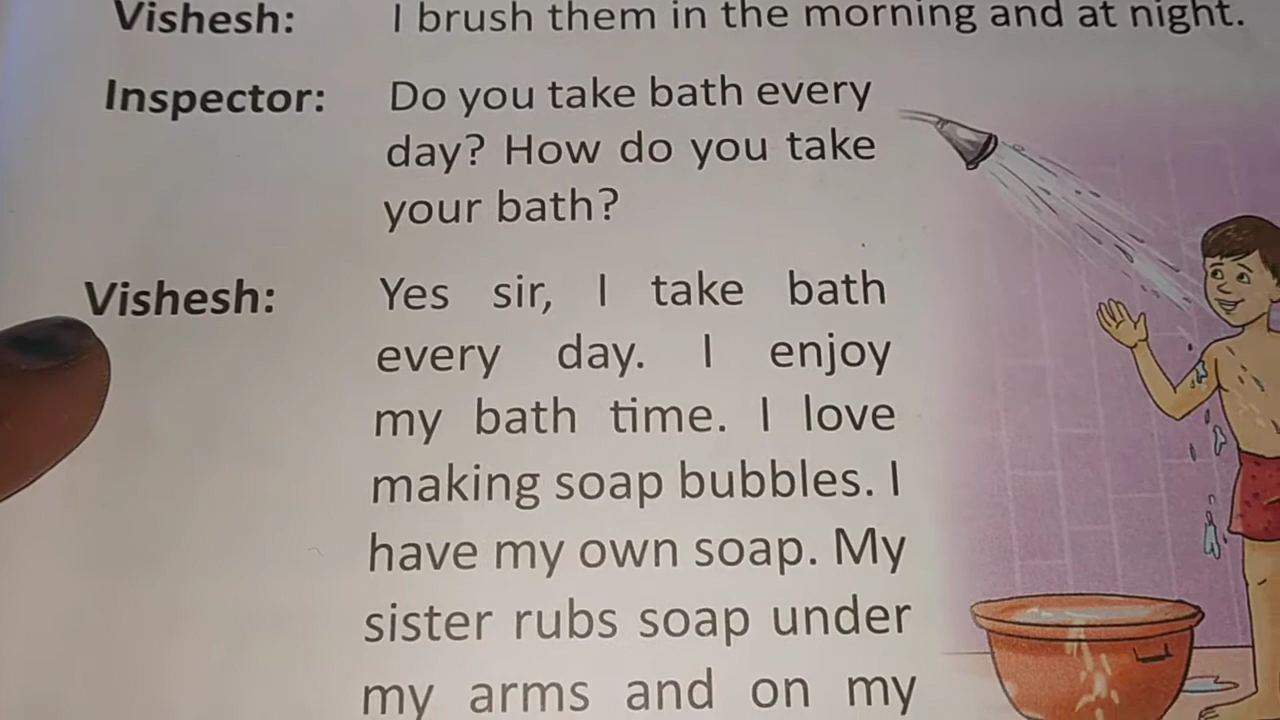 Vishesh: I brush them in the morning and at night.
Inspector: Do you take bath every
day? How do you take
your bath?
Vishesh: Yes sir, I take bath
every day. I enjoy
my bath time. I love
making soap bubbles. I
have my own soap. My
sister rubs soap under
my arms and on my